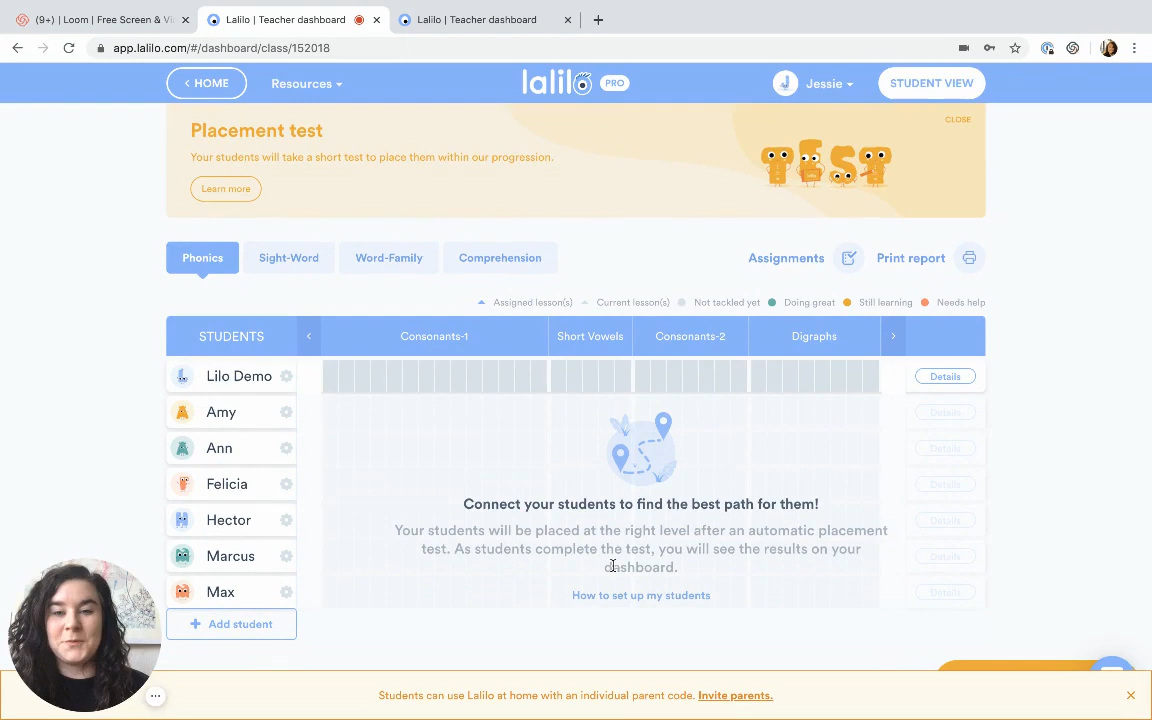 (9+) | Loom | Free Screen & Vi
Lalilo | Teacher dashboard
Lalilo | Teacher dashboard
app.lalilo.com/#/dashboard/class/152018
< HOME
Resources
lalilo PRO
J
Jessie
STUDENT VIEW
Placement test
CLOSE
Your students will take a short test to place them within our progression.
TEST
Learn more
Phonics
Sight-Word
Word-Family
Comprehension
Assignments
Print report
Assigned lesson(s)
Current lesson(s)
Not tackled yet
Doing great
Still learning
Needs help
STUDENTS
Consonants-1
Short Vowels
Consonants-2
Digraphs
Lilo Demo
Details
Amy
Details
Ann
Details
Felicia
Details
Hector
Details
Marcus
Details
Max
Details
Connect your students to find the best path for them!
Your students will be placed at the right level after an automatic placement
test. As students complete the test, you will see the results on your
dashboard.
How to set up my students
+ Add student
Students can use Lalilo at home with an individual parent code. Invite parents.